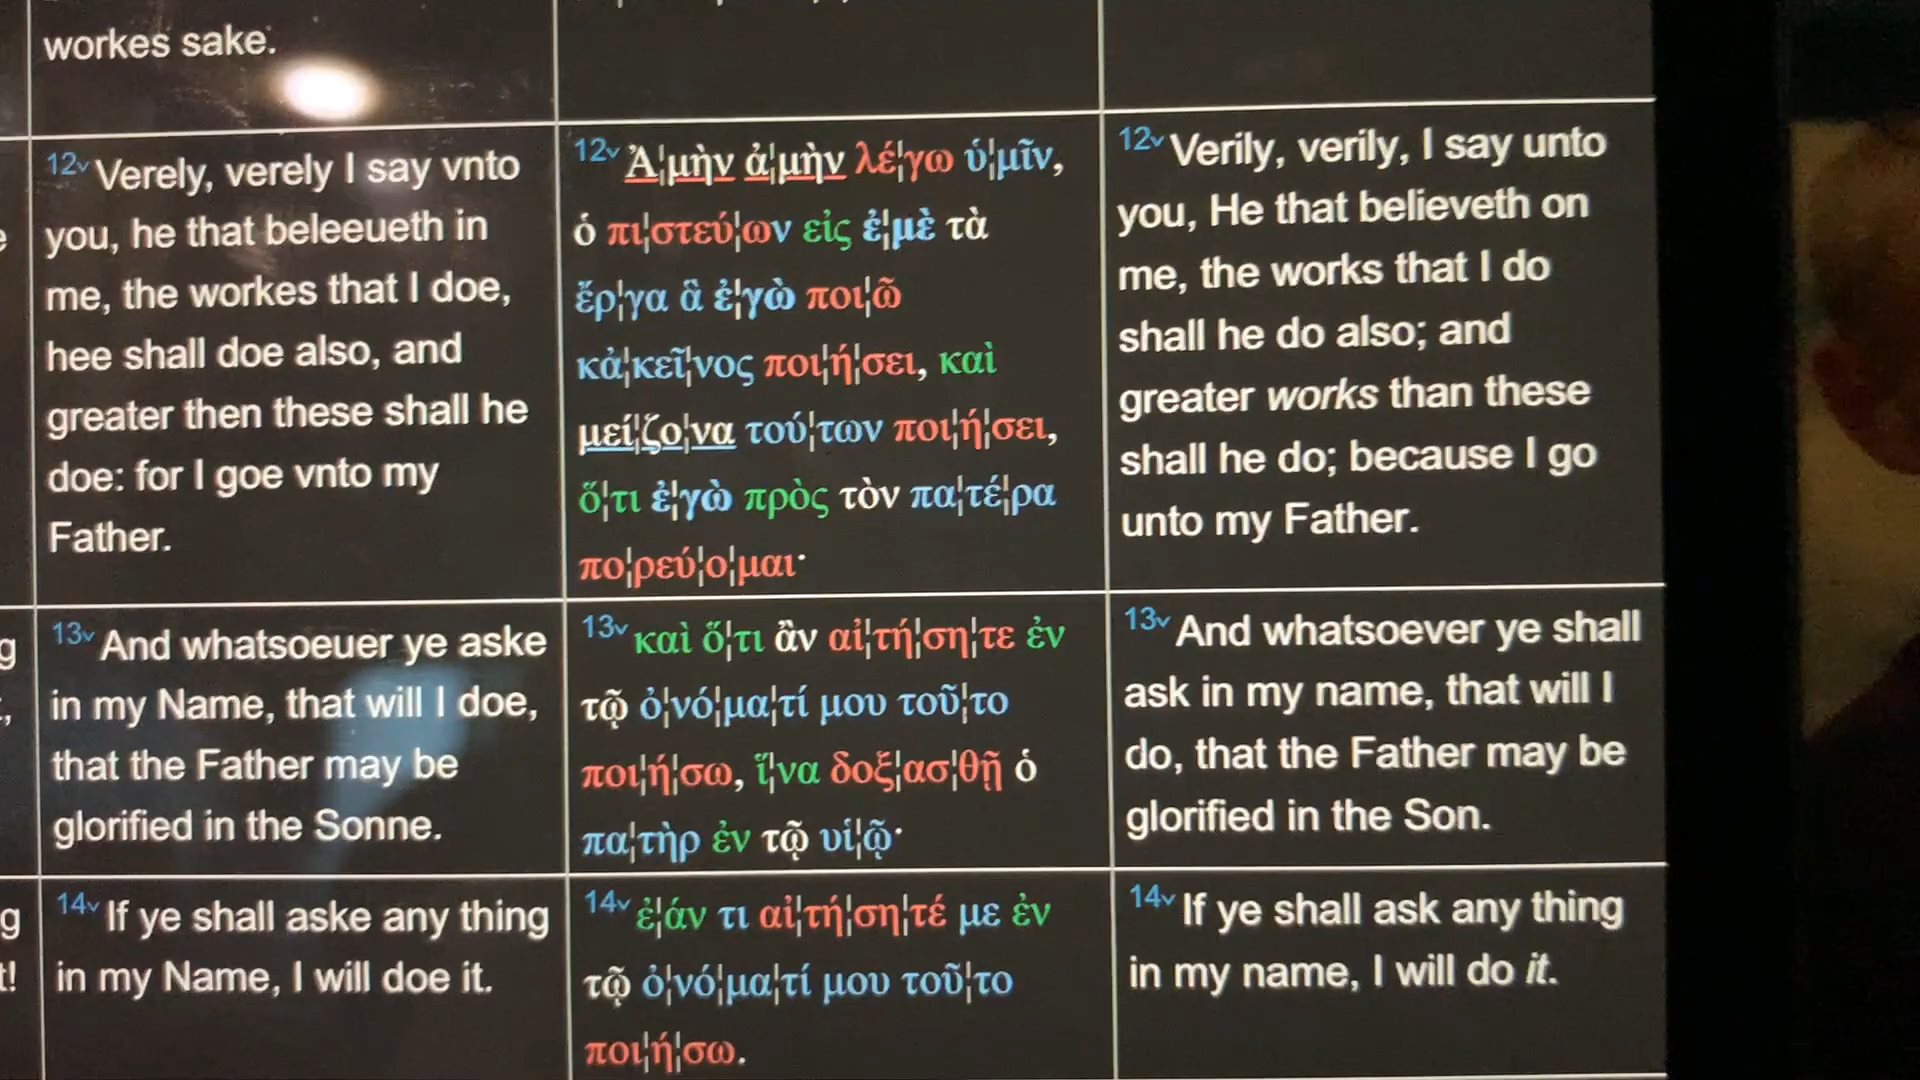 workes sake.
12v Verely, verely I say vnto
you, he that beleeueth in
me, the workes that I doe,
hee shall doe also, and
greater then these shall he
doe: for I goe vnto my
Father.
12v Ἀ¦μὴν ἀ¦μὴν λέ¦γω ὑ¦μῖν,
ὁ πι¦στεύ¦ων εἰς ἐ¦μὲ τὰ
ἔρ¦γα ἃ ἐ¦γὼ ποι¦ῶ
κἀ¦κεῖ¦νος ποι¦ή¦σει, καὶ
μεί¦ζο¦να τού¦των ποι¦ή¦σει,
ὅ¦τι ἐ¦γὼ πρὸς τὸν πα¦τέ¦ρα
πο¦ρεύ¦ο¦μαι·
12v Verily, verily, I say unto
you, He that believeth on
me, the works that I do
shall he do also; and
greater works than these
shall he do; because I go
unto my Father.
g
13v And whatsoeuer ye aske
in my Name, that will I doe,
that the Father may be
glorified in the Sonne.
13v καὶ ὅ¦τι ἂν αἰ¦τή¦ση¦τε ἐν
τῷ ὀ¦νό¦μα¦τί μου τοῦ¦το
ποι¦ή¦σω, ἵ¦να δοξ¦ασ¦θῇ ὁ
πα¦τὴρ ἐν τῷ υἱ¦ῷ·
13v And whatsoever ye shall
ask in my name, that will I
do, that the Father may be
glorified in the Son.
g
t!
14v If ye shall aske any thing
in my Name, I will doe it.
14v ἐ¦άν τι αἰ¦τή¦ση¦τέ με ἐν
τῷ ὀ¦νό¦μα¦τί μου τοῦ¦το
ποι¦ή¦σω.
14v If ye shall ask any thing
in my name, I will do it.